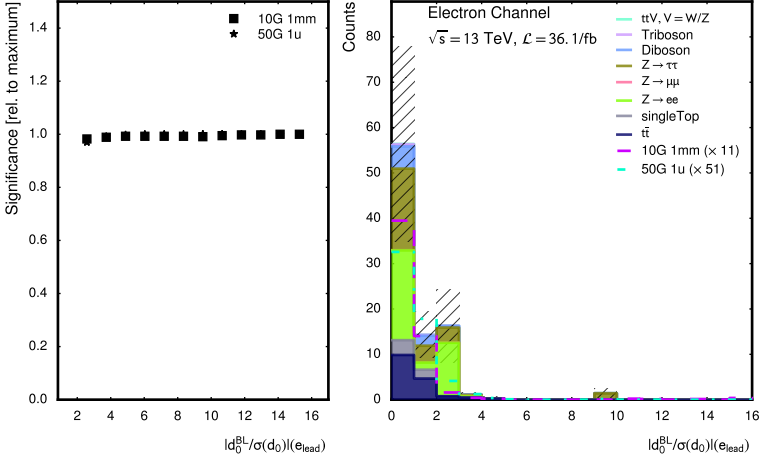 Significance [rel. to maximum]
1.4
1.2
1.0
0.8
0.6
0.4
0.2
0.0
10G 1mm
50G 1u
2 4 6 8 10 12 14 16
|d₀ᴮᴸ/σ(d₀)|(e_lead)
Counts
80
70
60
50
40
30
20
10
0
Electron Channel
√s = 13 TeV, ℒ = 36.1/fb
ttV, V = W/Z
Triboson
Diboson
Z → ττ
Z → μμ
Z → ee
singleTop
tt̄
10G 1mm (× 11)
50G 1u (× 51)
0 2 4 6 8 10 12 14 16
|d₀ᴮᴸ/σ(d₀)|(e_lead)